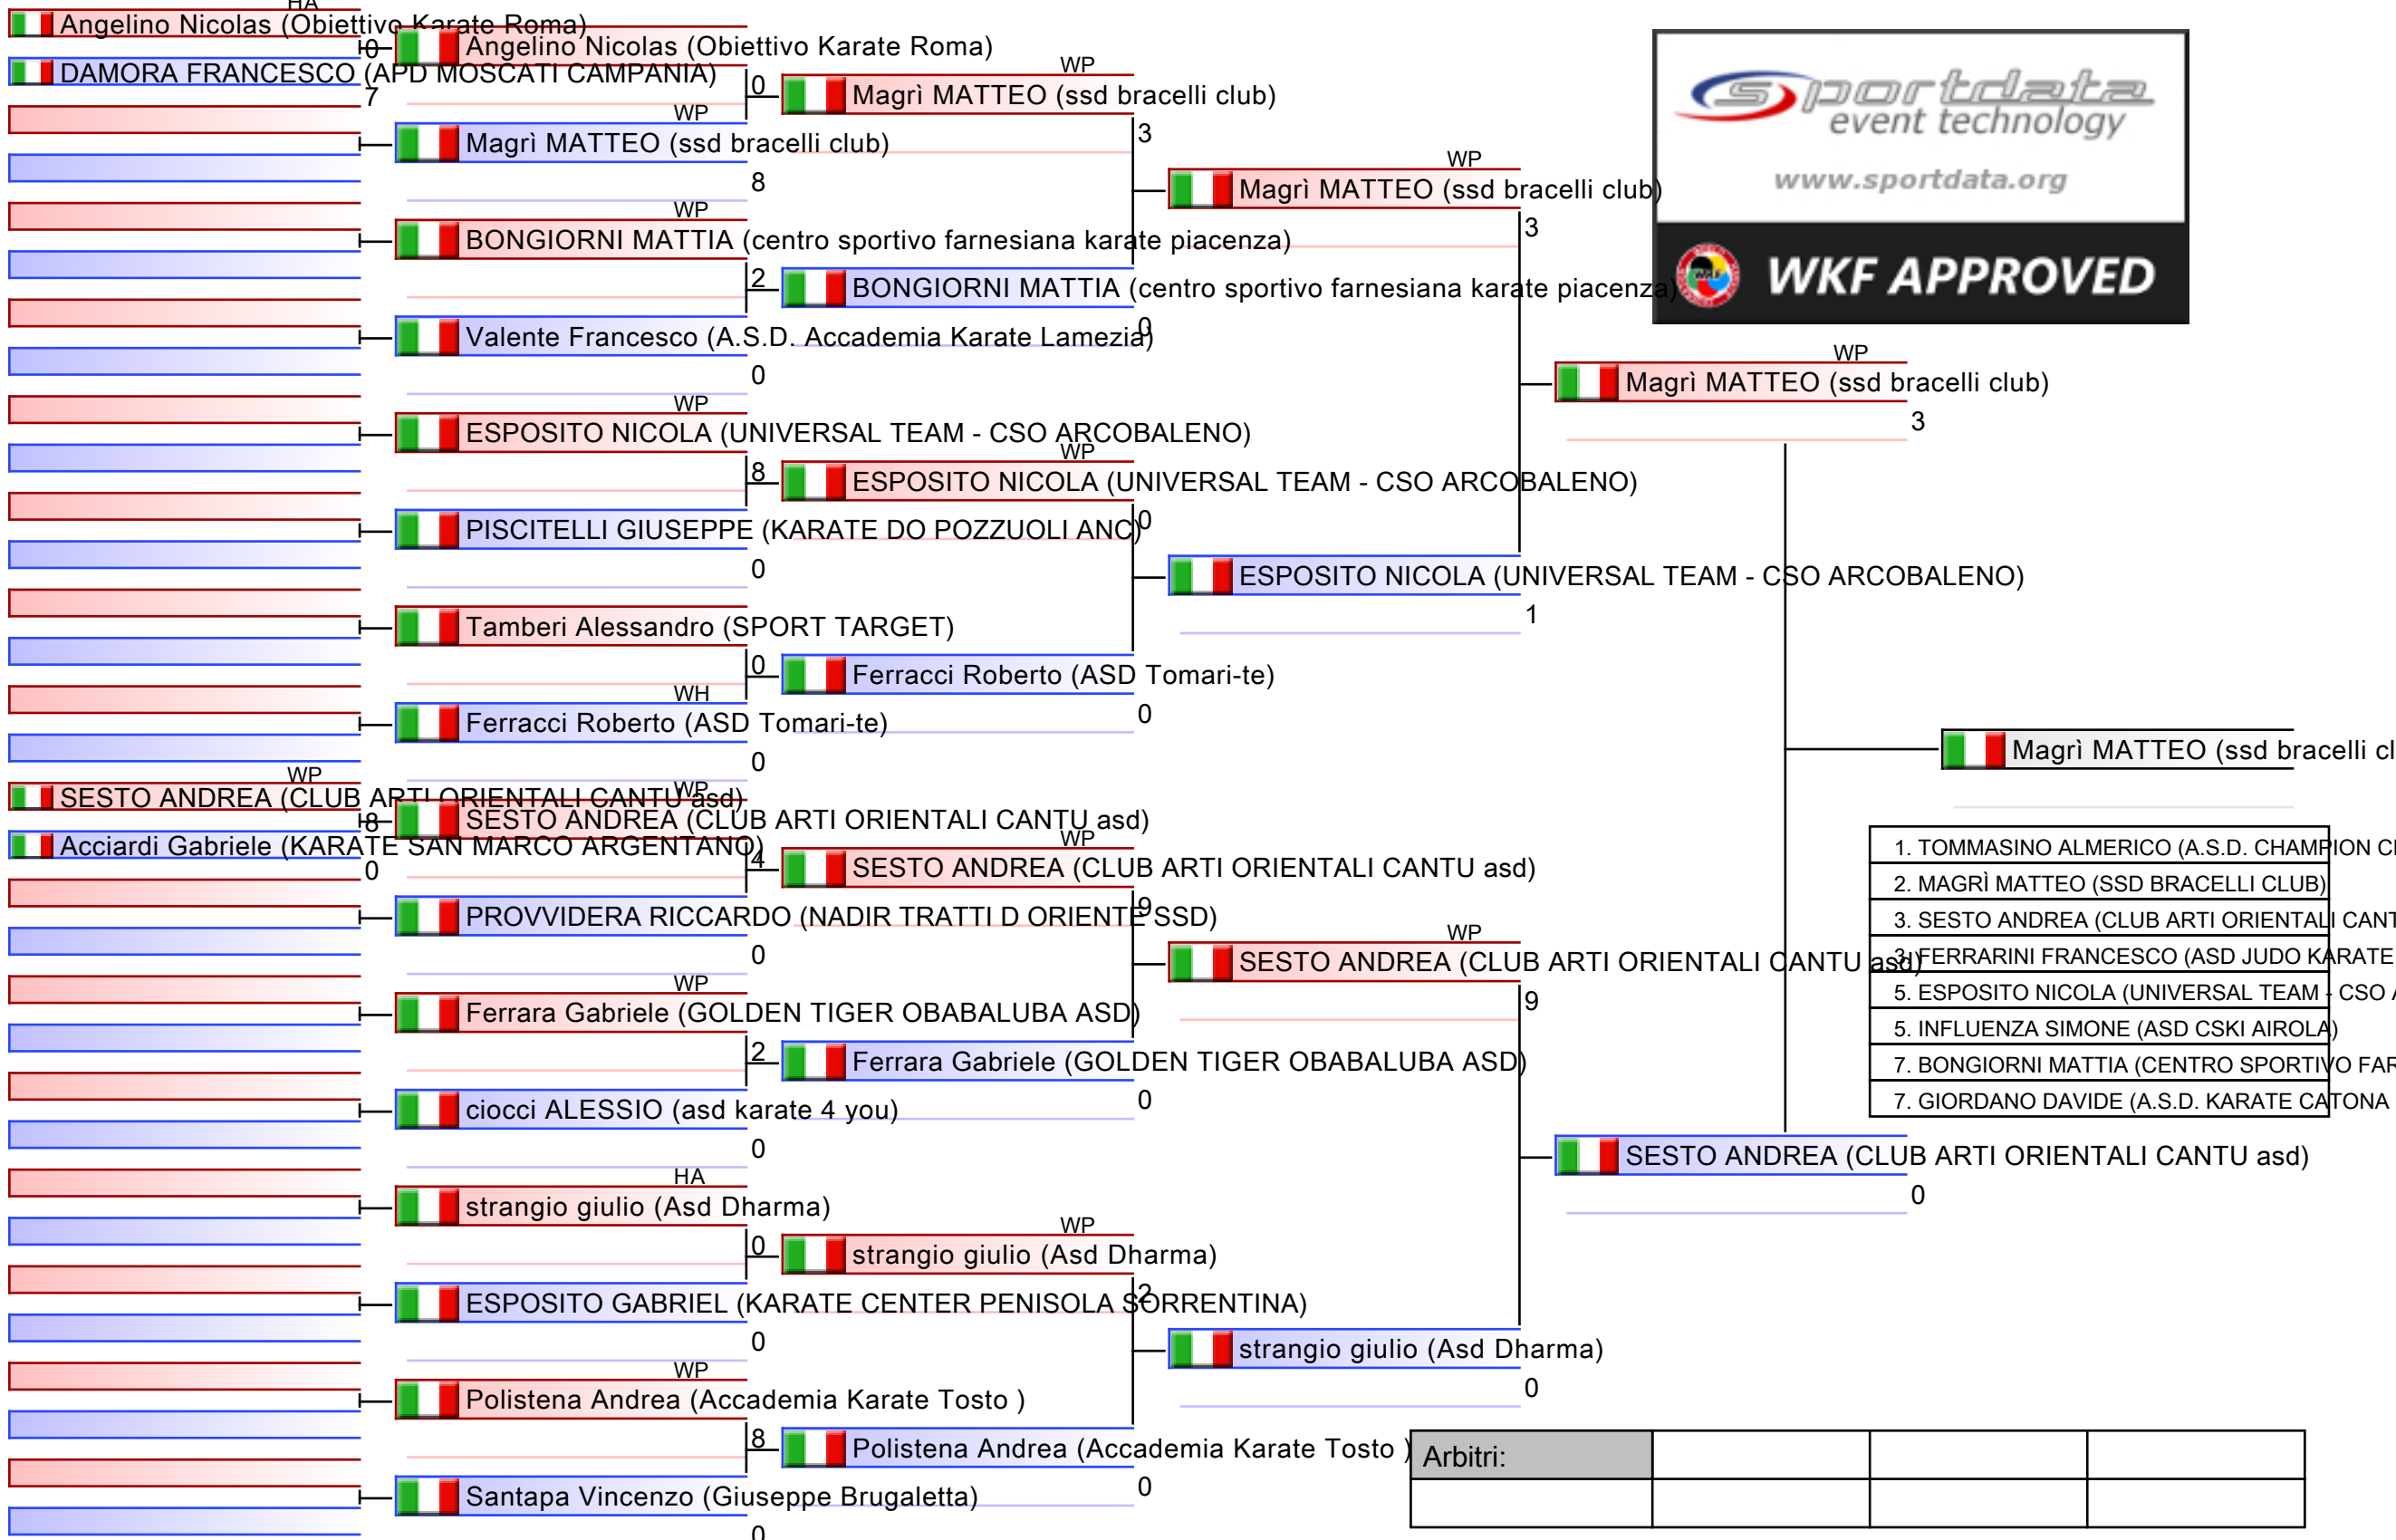 HA
Angelino Nicolas (Obiettivo Karate Roma)
0
DAMORA FRANCESCO (APD MOSCATI CAMPANIA)
7
WP
SESTO ANDREA (CLUB ARTI ORIENTALI CANTU asd)
8
Acciardi Gabriele (KARATE SAN MARCO ARGENTANO)
0
Angelino Nicolas (Obiettivo Karate Roma)
0
WP
Magrì MATTEO (ssd bracelli club)
8
WP
BONGIORNI MATTIA (centro sportivo farnesiana karate piacenza)
2
Valente Francesco (A.S.D. Accademia Karate Lamezia)
0
WP
ESPOSITO NICOLA (UNIVERSAL TEAM - CSO ARCOBALENO)
8
PISCITELLI GIUSEPPE (KARATE DO POZZUOLI ANC)
0
Tamberi Alessandro (SPORT TARGET)
0
WH
Ferracci Roberto (ASD Tomari-te)
0
WP
SESTO ANDREA (CLUB ARTI ORIENTALI CANTU asd)
4
PROVVIDERA RICCARDO (NADIR TRATTI D ORIENTE SSD)
0
WP
Ferrara Gabriele (GOLDEN TIGER OBABALUBA ASD)
2
ciocci ALESSIO (asd karate 4 you)
0
HA
strangio giulio (Asd Dharma)
0
ESPOSITO GABRIEL (KARATE CENTER PENISOLA SORRENTINA)
0
WP
Polistena Andrea (Accademia Karate Tosto )
8
Santapa Vincenzo (Giuseppe Brugaletta)
0
WP
Magrì MATTEO (ssd bracelli club)
3
BONGIORNI MATTIA (centro sportivo farnesiana karate piacenza)
0
WP
ESPOSITO NICOLA (UNIVERSAL TEAM - CSO ARCOBALENO)
0
Ferracci Roberto (ASD Tomari-te)
0
WP
SESTO ANDREA (CLUB ARTI ORIENTALI CANTU asd)
9
Ferrara Gabriele (GOLDEN TIGER OBABALUBA ASD)
0
WP
strangio giulio (Asd Dharma)
2
Polistena Andrea (Accademia Karate Tosto )
0
WP
Magrì MATTEO (ssd bracelli club)
3
ESPOSITO NICOLA (UNIVERSAL TEAM - CSO ARCOBALENO)
1
WP
SESTO ANDREA (CLUB ARTI ORIENTALI CANTU asd)
9
strangio giulio (Asd Dharma)
0
WP
Magrì MATTEO (ssd bracelli club)
3
SESTO ANDREA (CLUB ARTI ORIENTALI CANTU asd)
0
Magrì MATTEO (ssd bracelli cl
sportdata
event technology
www.sportdata.org
WKF
WKF APPROVED
1. TOMMASINO ALMERICO (A.S.D. CHAMPION
2. MAGRÌ MATTEO (SSD BRACELLI CLUB)
3. SESTO ANDREA (CLUB ARTI ORIENTALI CANT
3. FERRARINI FRANCESCO (ASD JUDO KARATE
5. ESPOSITO NICOLA (UNIVERSAL TEAM - CSO
5. INFLUENZA SIMONE (ASD CSKI AIROLA)
7. BONGIORNI MATTIA (CENTRO SPORTIVO FAR
7. GIORDANO DAVIDE (A.S.D. KARATE CATONA
Arbitri: